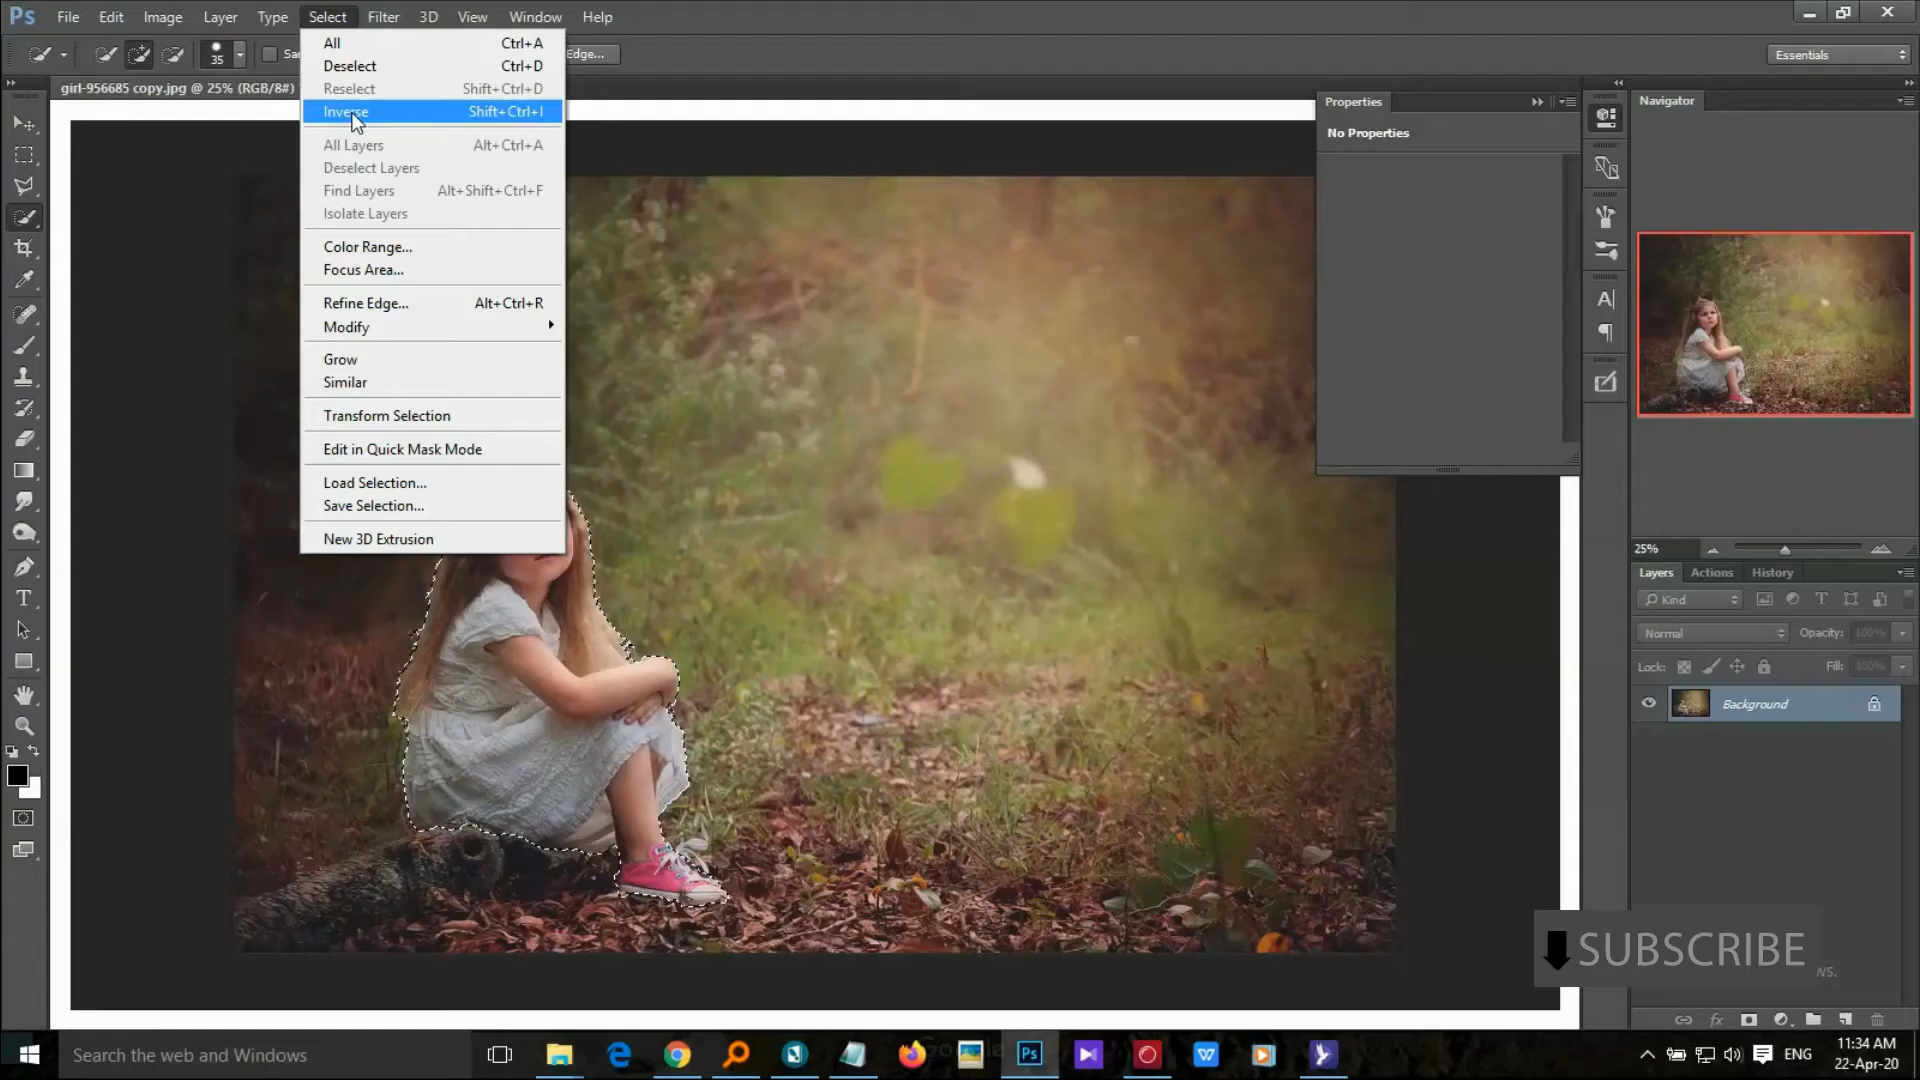 Ps File Edit Image Layer Type Select Filter 3D View Window Help
35 Edge... Essentials
girl-956685 copy.jpg @ 25% (RGB/8#)
All Ctrl+A
Deselect Ctrl+D
Reselect Shift+Ctrl+D
Inverse Shift+Ctrl+I
All Layers Alt+Ctrl+A
Deselect Layers
Find Layers Alt+Shift+Ctrl+F
Isolate Layers
Color Range...
Focus Area...
Refine Edge... Alt+Ctrl+R
Modify
Grow
Similar
Transform Selection
Edit in Quick Mask Mode
Load Selection...
Save Selection...
New 3D Extrusion
Properties
No Properties
Navigator
25%
Layers Actions History
Kind
Normal Opacity: 100%
Lock: Fill: 100%
Background
SUBSCRIBE
Search the web and Windows
Ps
ENG
11:34 AM
22-Apr-20